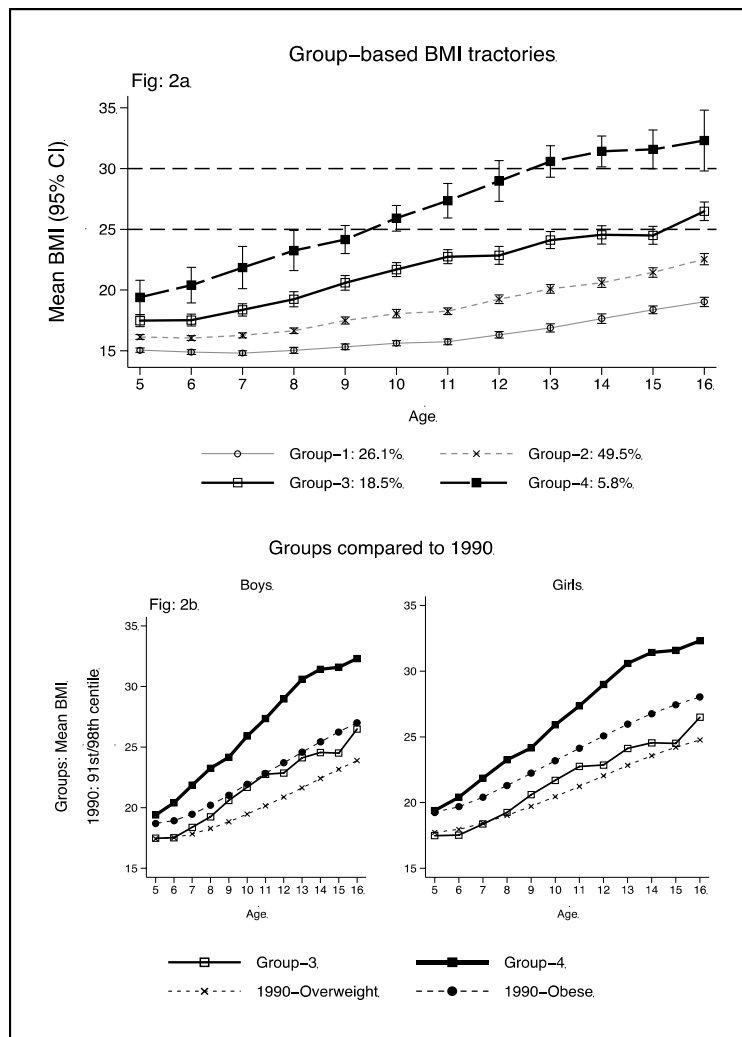 Group-based BMI tractories
Fig: 2a
35
30
25
20
15
Mean BMI (95% CI)
5 6 7 8 9 10 11 12 13 14 15 16
Age
Group-1: 26.1% Group-2: 49.5%
Group-3: 18.5% Group-4: 5.8%
Groups compared to 1990
Boys
Fig: 2b
35
30
25
20
15
Groups: Mean BMI
1990: 91st/98th centile
5 6 7 8 9 10 11 12 13 14 15 16
Age
Girls
35
30
25
20
15
5 6 7 8 9 10 11 12 13 14 15 16
Age
Group-3 Group-4
1990-Overweight 1990-Obese